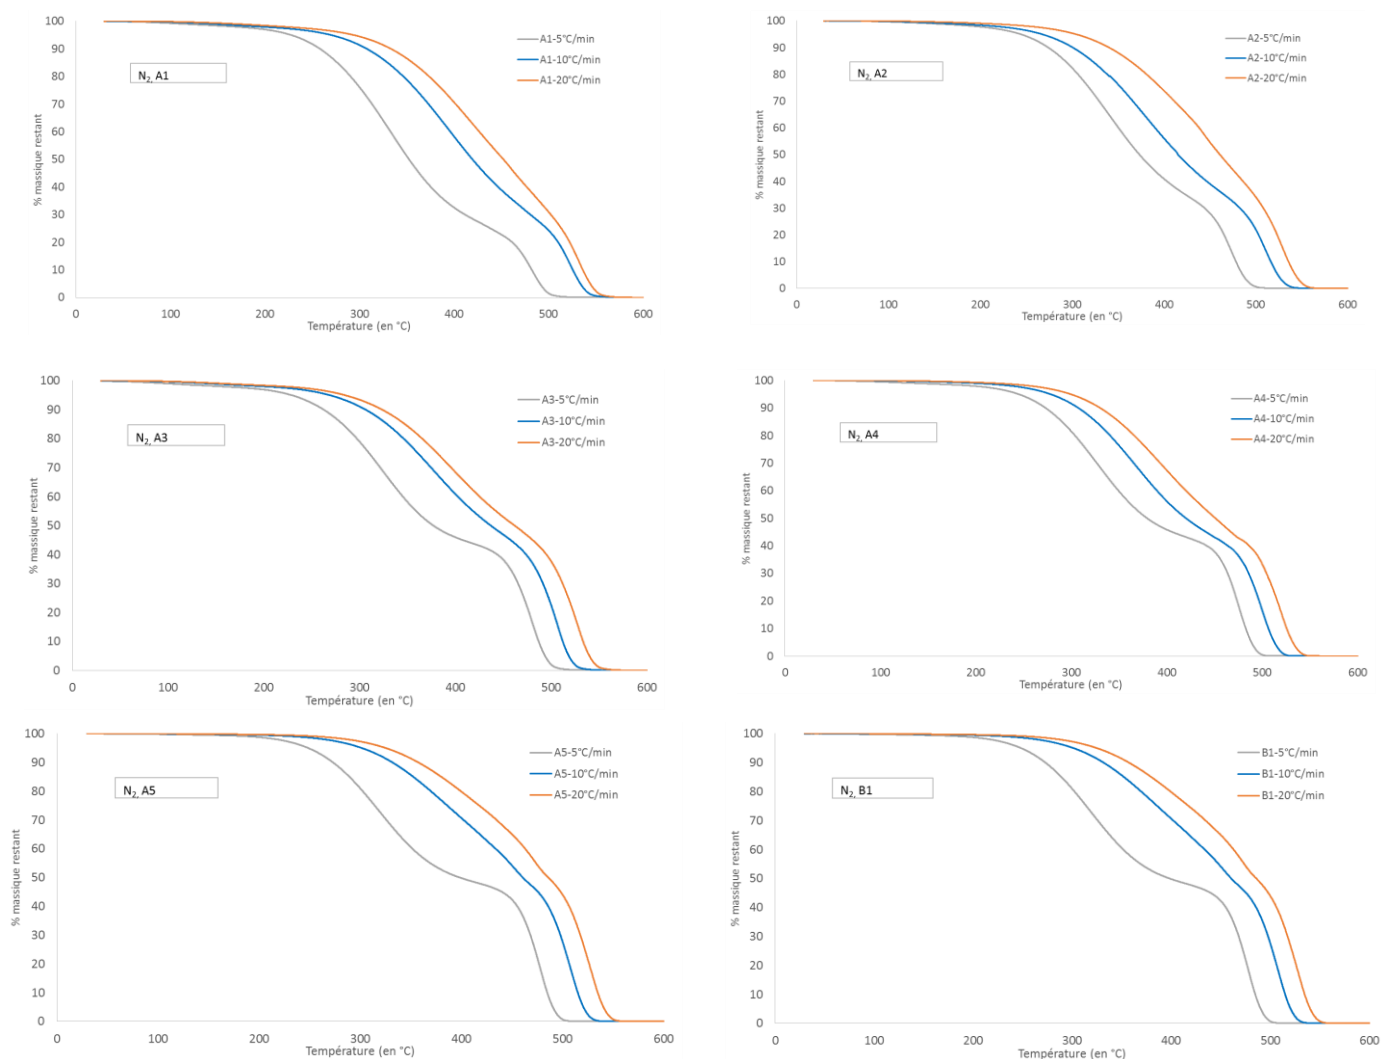 100
90
80
70
60
50
40
30
20
10
0
% massique restant
N2, A1
A1-5°C/min
A1-10°C/min
A1-20°C/min
0 100 200 300 400 500 600
Température (en °C)
100
90
80
70
60
50
40
30
20
10
0
% massique restant
N2, A2
A2-5°C/min
A2-10°C/min
A2-20°C/min
0 100 200 300 400 500 600
Température (en °C)
100
90
80
70
60
50
40
30
20
10
0
% massique restant
N2, A3
A3-5°C/min
A3-10°C/min
A3-20°C/min
0 100 200 300 400 500 600
Température (en °C)
100
90
80
70
60
50
40
30
20
10
0
% massique restant
N2, A4
A4-5°C/min
A4-10°C/min
A4-20°C/min
0 100 200 300 400 500 600
Température (en °C)
100
90
80
70
60
50
40
30
20
10
0
% massique restant
N2, A5
A5-5°C/min
A5-10°C/min
A5-20°C/min
0 100 200 300 400 500 600
Température (en °C)
100
90
80
70
60
50
40
30
20
10
0
% massique restant
N2, B1
B1-5°C/min
B1-10°C/min
B1-20°C/min
0 100 200 300 400 500 600
Température (en °C)